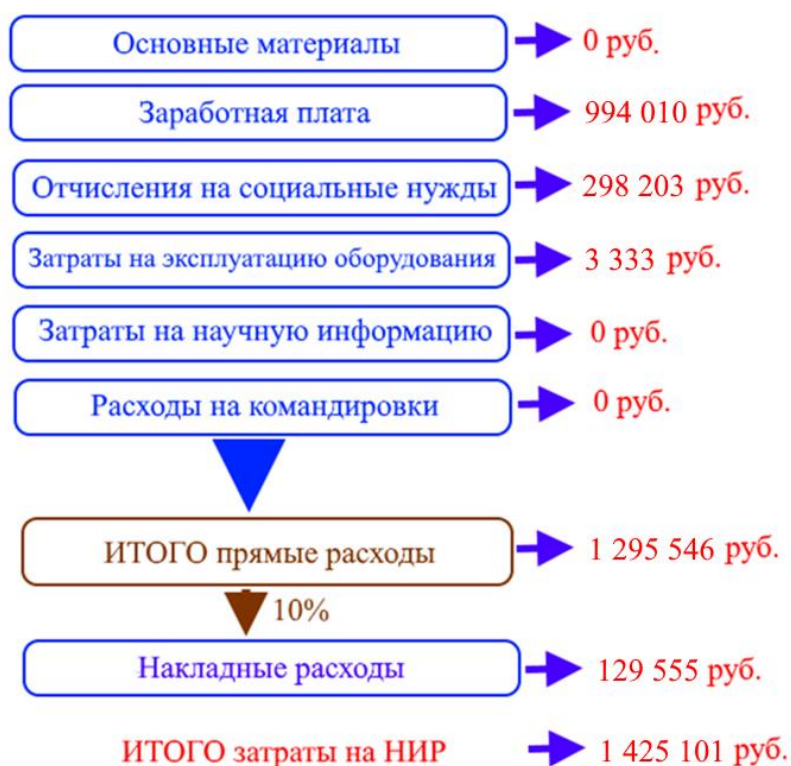 Основные материалы 0 руб.
Заработная плата 994 010 руб.
Отчисления на социальные нужды 298 203 руб.
Затраты на эксплуатацию оборудования 3 333 руб.
Затраты на научную информацию 0 руб.
Расходы на командировки 0 руб.
ИТОГО прямые расходы 1 295 546 руб.
10%
Накладные расходы 129 555 руб.
ИТОГО затраты на НИР 1 425 101 руб.